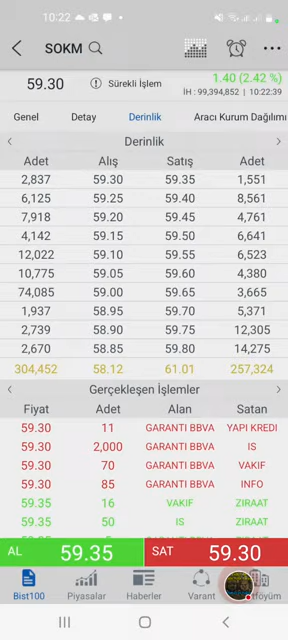 10:22
SOKM
59.30 Sürekli İşlem 1.40 (2.42 %)
İH : 99,394,852 | 10:22:39
Genel Detay Derinlik Aracı Kurum Dağılımı
Derinlik
Adet Alış Satış Adet
2,837 59.30 59.35 1,551
6,125 59.25 59.40 8,561
7,918 59.20 59.45 4,761
4,142 59.15 59.50 6,641
12,022 59.10 59.55 6,523
10,775 59.05 59.60 4,380
74,085 59.00 59.65 3,665
1,937 58.95 59.70 5,371
2,739 58.90 59.75 12,305
2,670 58.85 59.80 14,275
304,452 58.12 61.01 257,324
Gerçekleşen İşlemler
Fiyat Adet Alan Satan
59.30 11 GARANTI BBVA YAPI KREDI
59.30 2,000 GARANTI BBVA IS
59.30 70 GARANTI BBVA VAKIF
59.30 85 GARANTI BBVA INFO
59.35 16 VAKIF ZIRAAT
59.35 50 IS ZIRAAT
AL 59.35 SAT 59.30
Bist100 Piyasalar Haberler Varant tföyüm